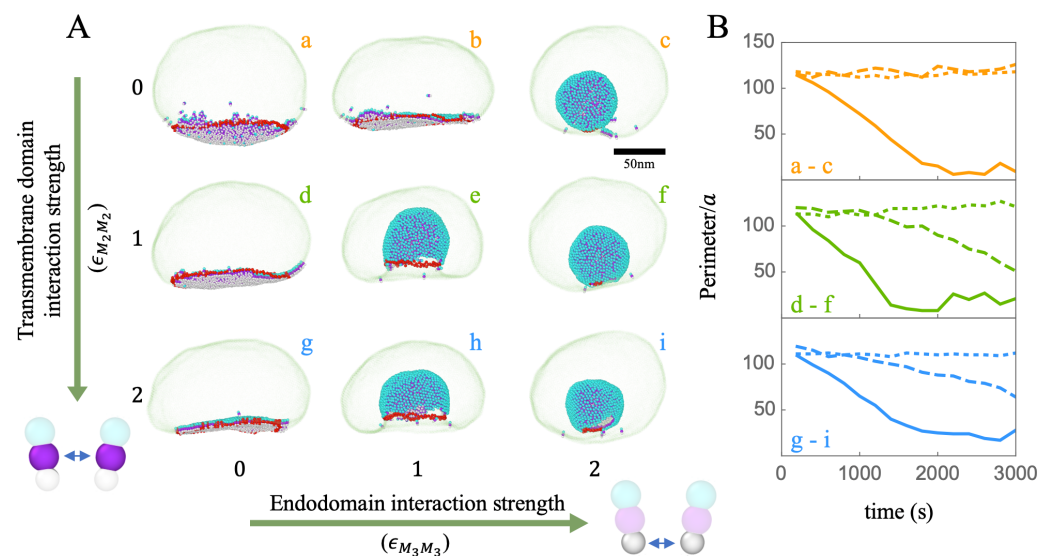 A
a
b
c
0
50nm
Transmembrane domain
interaction strength
(ϵ_{M_2M_2})
d
e
f
1
g
h
i
2
0
1
2
Endodomain interaction strength
(ϵ_{M_3M_3})
B
150
100
50
a - c
100
50
d - f
100
50
g - i
Perimeter/a
0
1000
2000
3000
time (s)